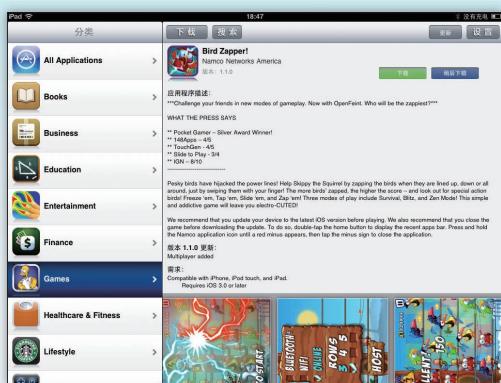 iPad
18:47
没有充电
分类
下载
搜索
更新
设置
All Applications
Books
Business
Education
Entertainment
Finance
Games
Healthcare & Fitness
Lifestyle
Bird Zapper!
Namco Networks America
版本: 1.1.0
下载
稍后下载
应用程序描述:
***Challenge your friends in new modes of gameplay. Now with OpenFeint. Who will be the zappiest?***
WHAT THE PRESS SAYS
** Pocket Gamer – Silver Award Winner!
** 148Apps – 4/5
** TouchGen - 4/5
** Slide to Play - 3/4
** IGN – 8/10
------------------------------
Pesky birds have hijacked the power lines! Help Skippy the Squirrel by zapping the birds when they are lined up, down or all
around, just by swiping them with your finger! The more birds' zapped, the higher the score – and look out for special action
birds! Freeze 'em, Tap 'em, Slide 'em, and Zap 'em! Three modes of play include Survival, Blitz, and Zen Mode! This simple
and addictive game will leave you electro-CUTED!
We recommend that you update your device to the latest iOS version before playing. We also recommend that you close the
game before downloading the update. To do so, double-tap the home button to display the recent apps bar. Press and hold
the Namco application icon until a red minus appears, then tap the minus sign to close the application.
版本 1.1.0 更新:
Multiplayer added
需求:
Compatible with iPhone, iPod touch, and iPad.
Requires iOS 3.0 or later
O START
BLUETOOTH
WIFI
ONLINE
ROWS
3 4 5
HOST
150